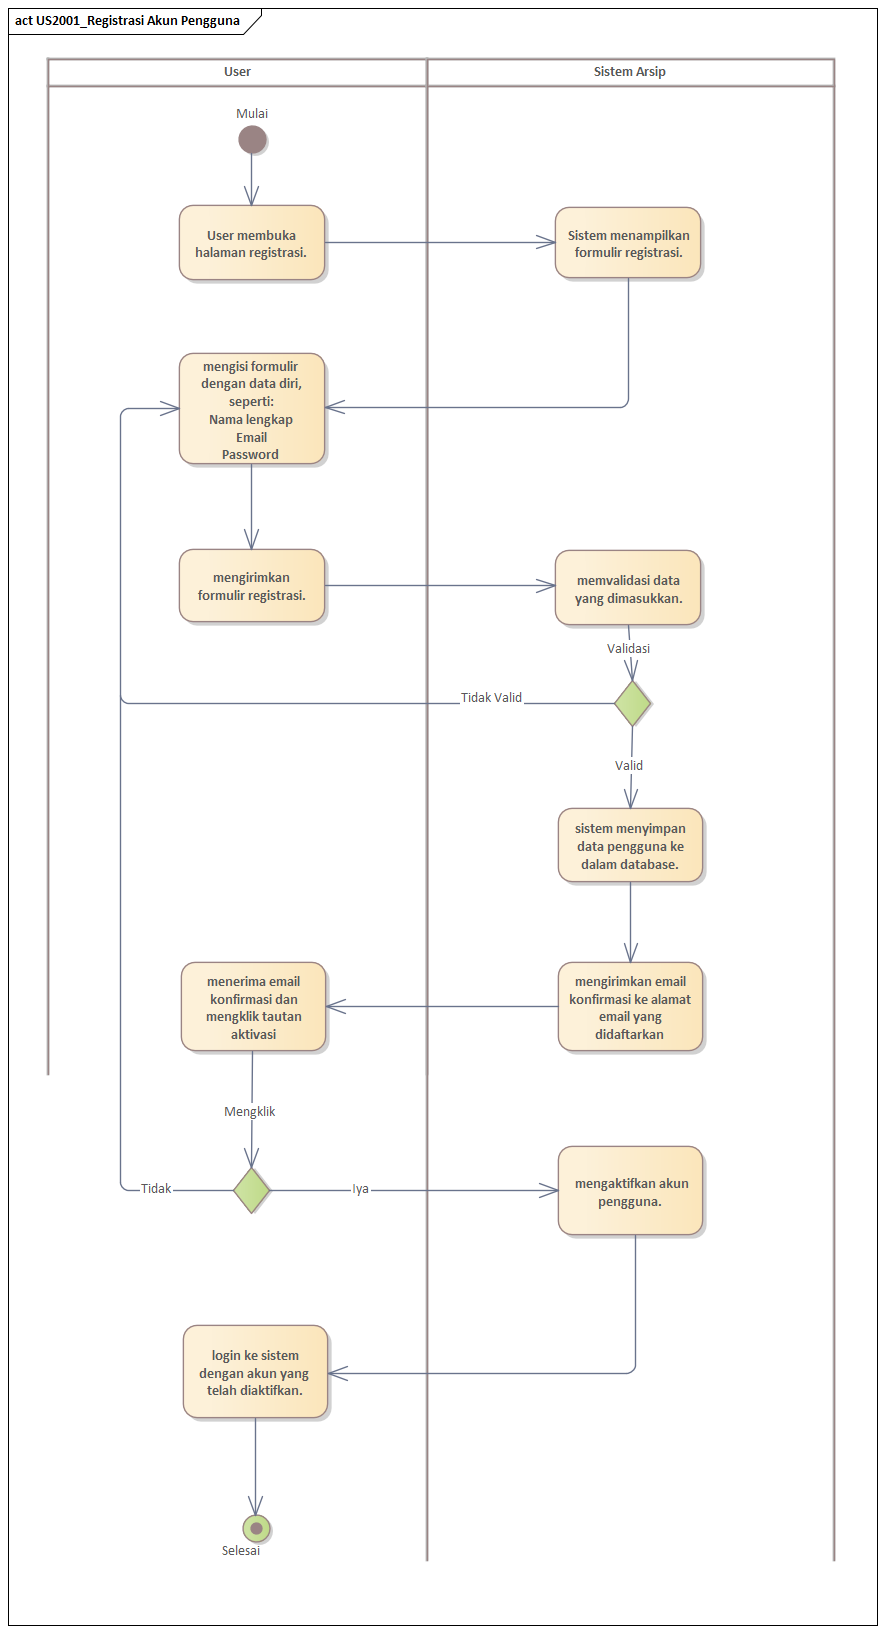 act US2001_Registrasi Akun Pengguna
User
Sistem Arsip
Mulai
User membuka
halaman registrasi.
Sistem menampilkan
formulir registrasi.
mengisi formulir
dengan data diri,
seperti:
Nama lengkap
Email
Password
mengirimkan
formulir registrasi.
memvalidasi data
yang dimasukkan.
Validasi
Tidak Valid
Valid
sistem menyimpan
data pengguna ke
dalam database.
menerima email
konfirmasi dan
mengklik tautan
aktivasi
mengirimkan email
konfirmasi ke alamat
email yang
didaftarkan
Mengklik
Tidak
Iya
mengaktifkan akun
pengguna.
login ke sistem
dengan akun yang
telah diaktifkan.
Selesai